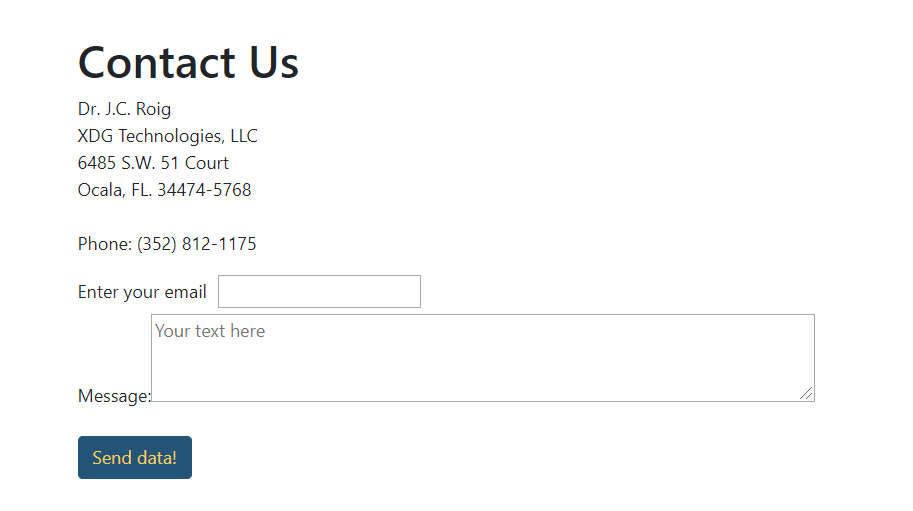 Contact Us
Dr. J.C. Roig
XDG Technologies, LLC
6485 S.W. 51 Court
Ocala, FL. 34474-5768
Phone: (352) 812-1175
Enter your email
Your text here
Message:
Send data!